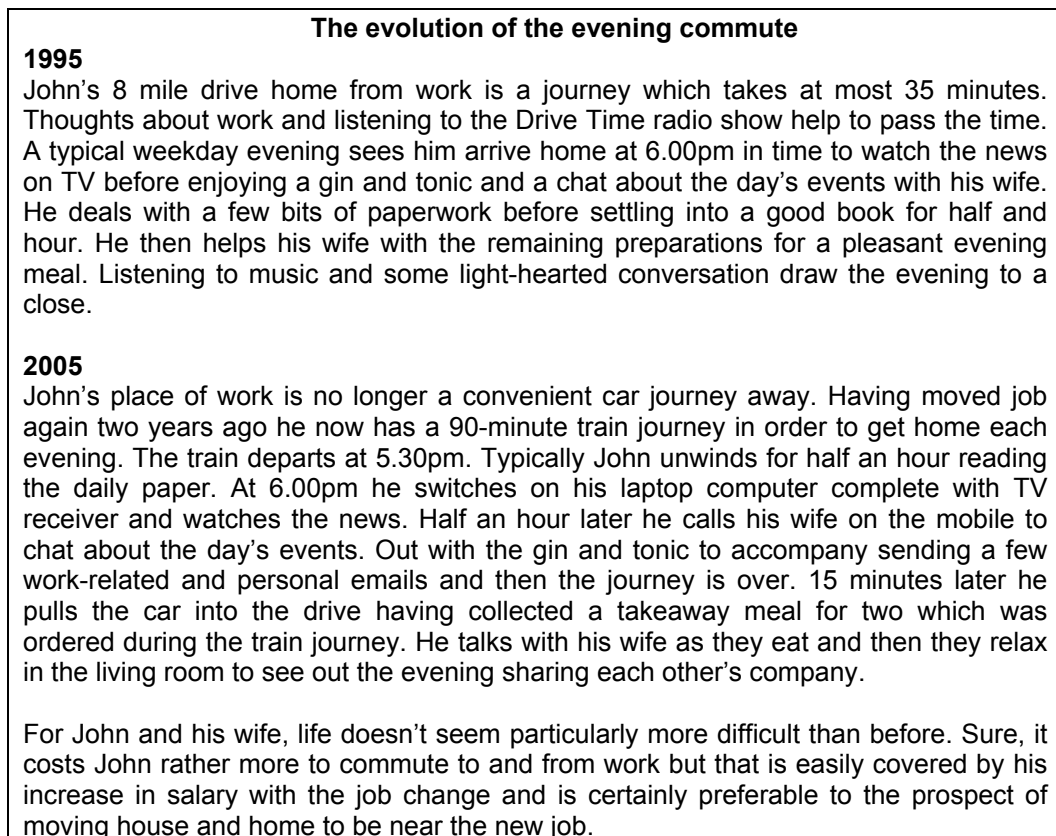 The evolution of the evening commute
1995
John’s 8 mile drive home from work is a journey which takes at most 35 minutes.
Thoughts about work and listening to the Drive Time radio show help to pass the time.
A typical weekday evening sees him arrive home at 6.00pm in time to watch the news
on TV before enjoying a gin and tonic and a chat about the day’s events with his wife.
He deals with a few bits of paperwork before settling into a good book for half and
hour. He then helps his wife with the remaining preparations for a pleasant evening
meal. Listening to music and some light-hearted conversation draw the evening to a
close.
2005
John’s place of work is no longer a convenient car journey away. Having moved job
again two years ago he now has a 90-minute train journey in order to get home each
evening. The train departs at 5.30pm. Typically John unwinds for half an hour reading
the daily paper. At 6.00pm he switches on his laptop computer complete with TV
receiver and watches the news. Half an hour later he calls his wife on the mobile to
chat about the day’s events. Out with the gin and tonic to accompany sending a few
work-related and personal emails and then the journey is over. 15 minutes later he
pulls the car into the drive having collected a takeaway meal for two which was
ordered during the train journey. He talks with his wife as they eat and then they relax
in the living room to see out the evening sharing each other’s company.
For John and his wife, life doesn’t seem particularly more difficult than before. Sure, it
costs John rather more to commute to and from work but that is easily covered by his
increase in salary with the job change and is certainly preferable to the prospect of
moving house and home to be near the new job.